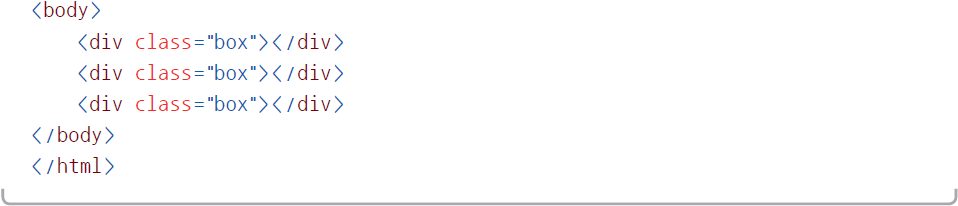 <body>
    <div class="box"></div>
    <div class="box"></div>
    <div class="box"></div>
</body>
</html>